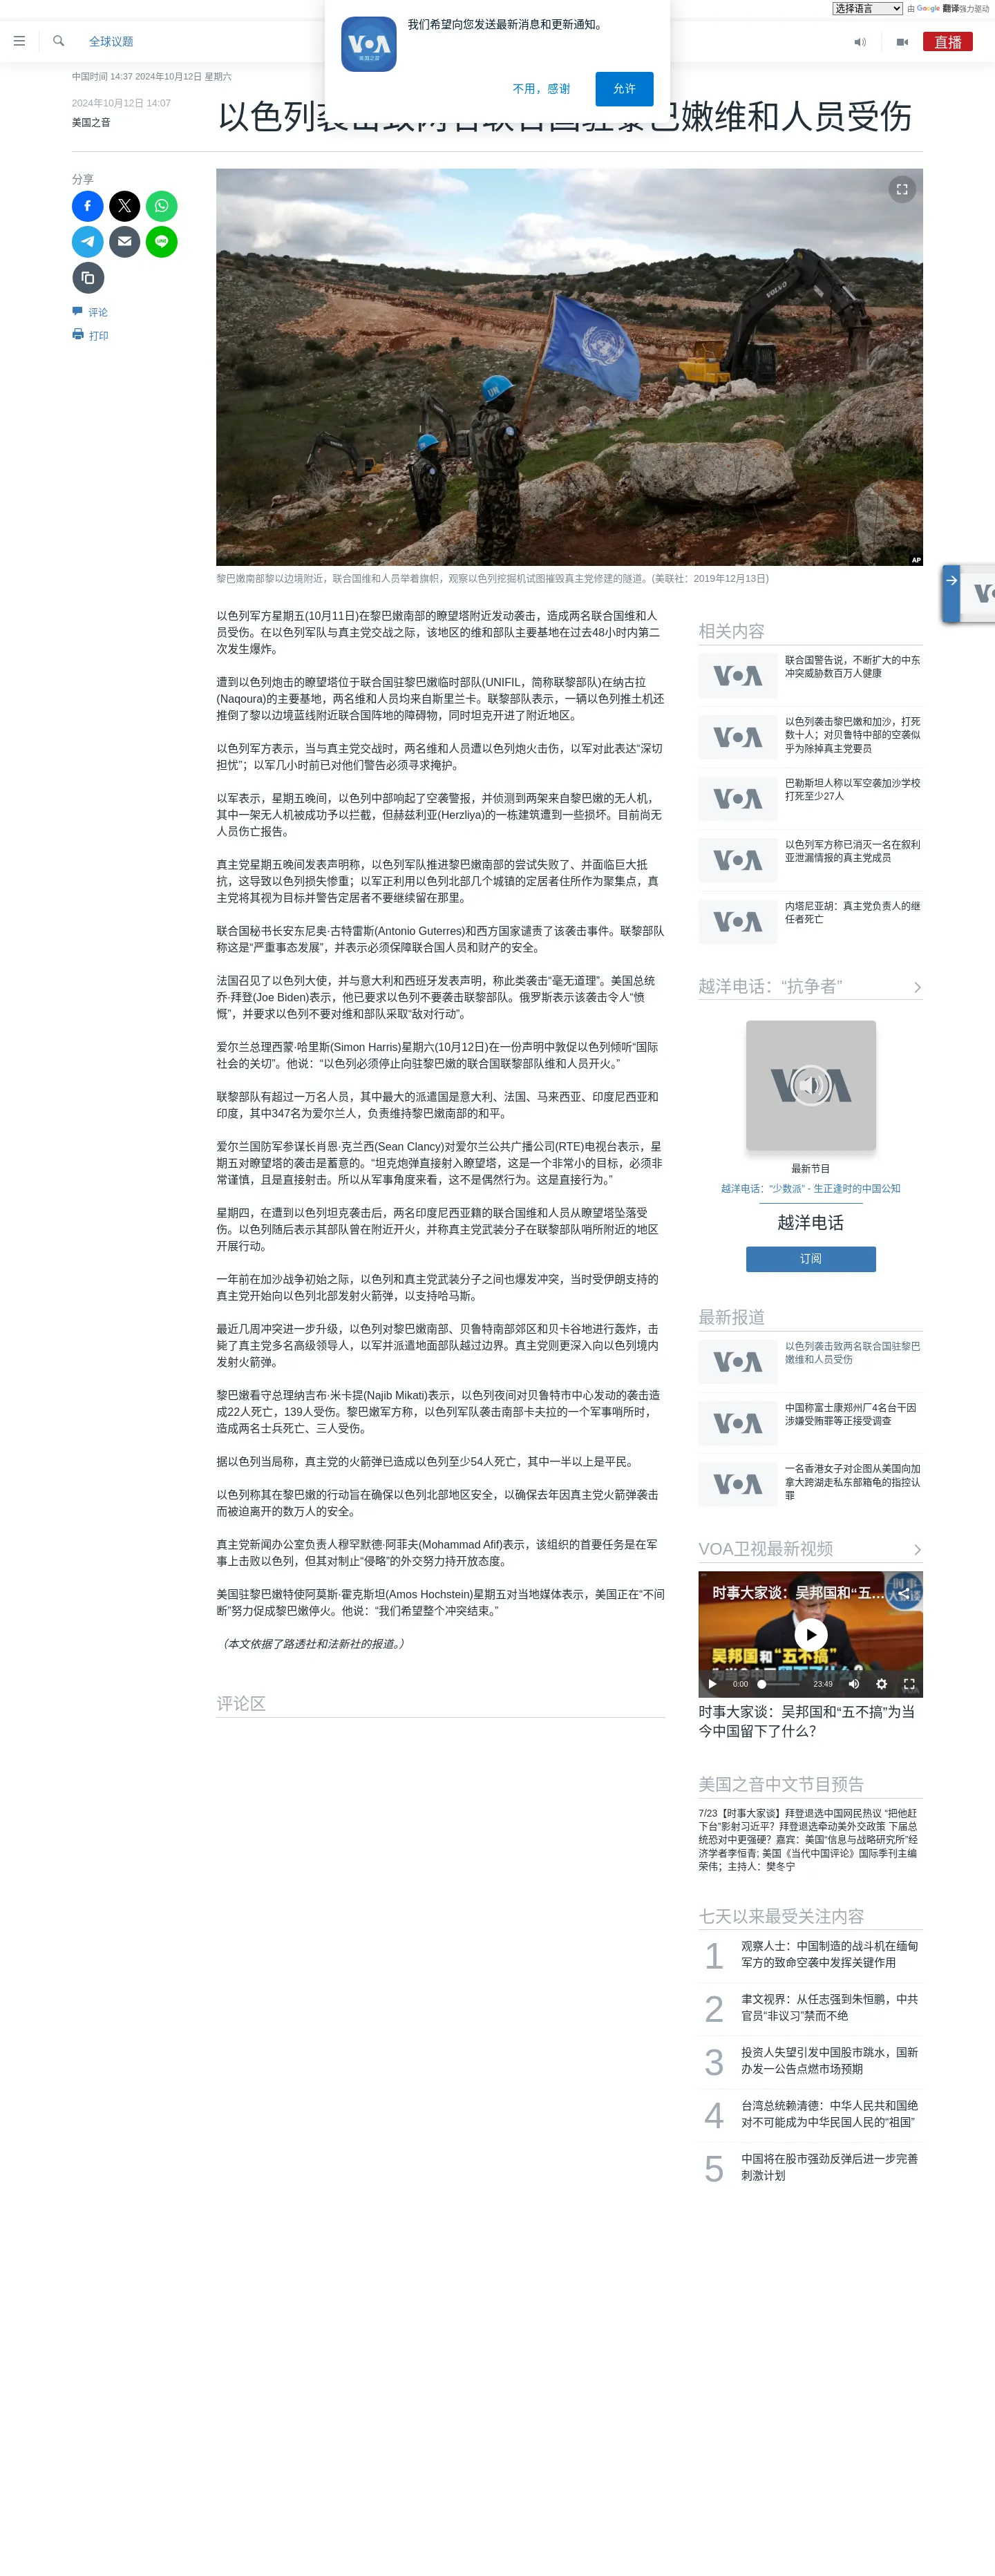 选择语言 由 Google 翻译强力驱动
我们希望向您发送最新消息和更新通知。
不用，感谢
允许
VOA
美国之音
全球议题
直播
中国时间 14:37 2024年10月12日 星期六
2024年10月12日 14:07
美国之音
以色列袭击致两名联合国驻黎巴嫩维和人员受伤
分享
评论
打印
UN
VOLVO
AP
黎巴嫩南部黎以边境附近，联合国维和人员举着旗帜，观察以色列挖掘机试图摧毁真主党修建的隧道。(美联社：2019年12月13日)
以色列军方星期五(10月11日)在黎巴嫩南部的瞭望塔附近发动袭击，造成两名联合国维和人
员受伤。在以色列军队与真主党交战之际，该地区的维和部队主要基地在过去48小时内第二
次发生爆炸。
遭到以色列炮击的瞭望塔位于联合国驻黎巴嫩临时部队(UNIFIL，简称联黎部队)在纳古拉
(Naqoura)的主要基地，两名维和人员均来自斯里兰卡。联黎部队表示，一辆以色列推土机还
推倒了黎以边境蓝线附近联合国阵地的障碍物，同时坦克开进了附近地区。
以色列军方表示，当与真主党交战时，两名维和人员遭以色列炮火击伤，以军对此表达“深切
担忧”；以军几小时前已对他们警告必须寻求掩护。
以军表示，星期五晚间，以色列中部响起了空袭警报，并侦测到两架来自黎巴嫩的无人机，
其中一架无人机被成功予以拦截，但赫兹利亚(Herzliya)的一栋建筑遭到一些损坏。目前尚无
人员伤亡报告。
真主党星期五晚间发表声明称，以色列军队推进黎巴嫩南部的尝试失败了、并面临巨大抵
抗，这导致以色列损失惨重；以军正利用以色列北部几个城镇的定居者住所作为聚集点，真
主党将其视为目标并警告定居者不要继续留在那里。
联合国秘书长安东尼奥·古特雷斯(Antonio Guterres)和西方国家谴责了该袭击事件。联黎部队
称这是“严重事态发展”，并表示必须保障联合国人员和财产的安全。
法国召见了以色列大使，并与意大利和西班牙发表声明，称此类袭击“毫无道理”。美国总统
乔·拜登(Joe Biden)表示，他已要求以色列不要袭击联黎部队。俄罗斯表示该袭击令人“愤
慨”，并要求以色列不要对维和部队采取“敌对行动”。
爱尔兰总理西蒙·哈里斯(Simon Harris)星期六(10月12日)在一份声明中敦促以色列倾听“国际
社会的关切”。他说：“以色列必须停止向驻黎巴嫩的联合国联黎部队维和人员开火。”
联黎部队有超过一万名人员，其中最大的派遣国是意大利、法国、马来西亚、印度尼西亚和
印度，其中347名为爱尔兰人，负责维持黎巴嫩南部的和平。
爱尔兰国防军参谋长肖恩·克兰西(Sean Clancy)对爱尔兰公共广播公司(RTE)电视台表示，星
期五对瞭望塔的袭击是蓄意的。“坦克炮弹直接射入瞭望塔，这是一个非常小的目标，必须非
常谨慎，且是直接射击。所以从军事角度来看，这不是偶然行为。这是直接行为。”
星期四，在遭到以色列坦克袭击后，两名印度尼西亚籍的联合国维和人员从瞭望塔坠落受
伤。以色列随后表示其部队曾在附近开火，并称真主党武装分子在联黎部队哨所附近的地区
开展行动。
一年前在加沙战争初始之际，以色列和真主党武装分子之间也爆发冲突，当时受伊朗支持的
真主党开始向以色列北部发射火箭弹，以支持哈马斯。
最近几周冲突进一步升级，以色列对黎巴嫩南部、贝鲁特南部郊区和贝卡谷地进行轰炸，击
毙了真主党多名高级领导人，以军并派遣地面部队越过边界。真主党则更深入向以色列境内
发射火箭弹。
黎巴嫩看守总理纳吉布·米卡提(Najib Mikati)表示，以色列夜间对贝鲁特市中心发动的袭击造
成22人死亡，139人受伤。黎巴嫩军方称，以色列军队袭击南部卡夫拉的一个军事哨所时，
造成两名士兵死亡、三人受伤。
据以色列当局称，真主党的火箭弹已造成以色列至少54人死亡，其中一半以上是平民。
以色列称其在黎巴嫩的行动旨在确保以色列北部地区安全，以确保去年因真主党火箭弹袭击
而被迫离开的数万人的安全。
真主党新闻办公室负责人穆罕默德·阿菲夫(Mohammad Afif)表示，该组织的首要任务是在军
事上击败以色列，但其对制止“侵略”的外交努力持开放态度。
美国驻黎巴嫩特使阿莫斯·霍克斯坦(Amos Hochstein)星期五对当地媒体表示，美国正在“不间
断”努力促成黎巴嫩停火。他说：“我们希望整个冲突结束。”
（本文依据了路透社和法新社的报道。）
评论区
相关内容
VOA
联合国警告说，不断扩大的中东
冲突威胁数百万人健康
VOA
以色列袭击黎巴嫩和加沙，打死
数十人；对贝鲁特中部的空袭似
乎为除掉真主党要员
VOA
巴勒斯坦人称以军空袭加沙学校
打死至少27人
VOA
以色列军方称已消灭一名在叙利
亚泄漏情报的真主党成员
VOA
内塔尼亚胡：真主党负责人的继
任者死亡
越洋电话：“抗争者”
VOA
最新节目
越洋电话：“少数派” - 生正逢时的中国公知
越洋电话
订阅
最新报道
VOA
以色列袭击致两名联合国驻黎巴
嫩维和人员受伤
VOA
中国称富士康郑州厂4名台干因
涉嫌受贿罪等正接受调查
VOA
一名香港女子对企图从美国向加
拿大跨湖走私东部箱龟的指控认
罪
VOA卫视最新视频
时事大家谈：吴邦国和“五...
吴邦国和“五不搞”
为当今中国留下了什么？
0:00
23:49
时事大家谈：吴邦国和“五不搞”为当
今中国留下了什么？
美国之音中文节目预告
7/23【时事大家谈】拜登退选中国网民热议 “把他赶
下台”影射习近平？拜登退选牵动美外交政策 下届总
统恐对中更强硬？嘉宾：美国“信息与战略研究所”经
济学者李恒青; 美国《当代中国评论》国际季刊主编
荣伟；主持人：樊冬宁
七天以来最受关注内容
1
观察人士：中国制造的战斗机在缅甸
军方的致命空袭中发挥关键作用
2
聿文视界：从任志强到朱恒鹏，中共
官员“非议习”禁而不绝
3
投资人失望引发中国股市跳水，国新
办发一公告点燃市场预期
4
台湾总统赖清德：中华人民共和国绝
对不可能成为中华民国人民的“祖国”
5
中国将在股市强劲反弹后进一步完善
刺激计划